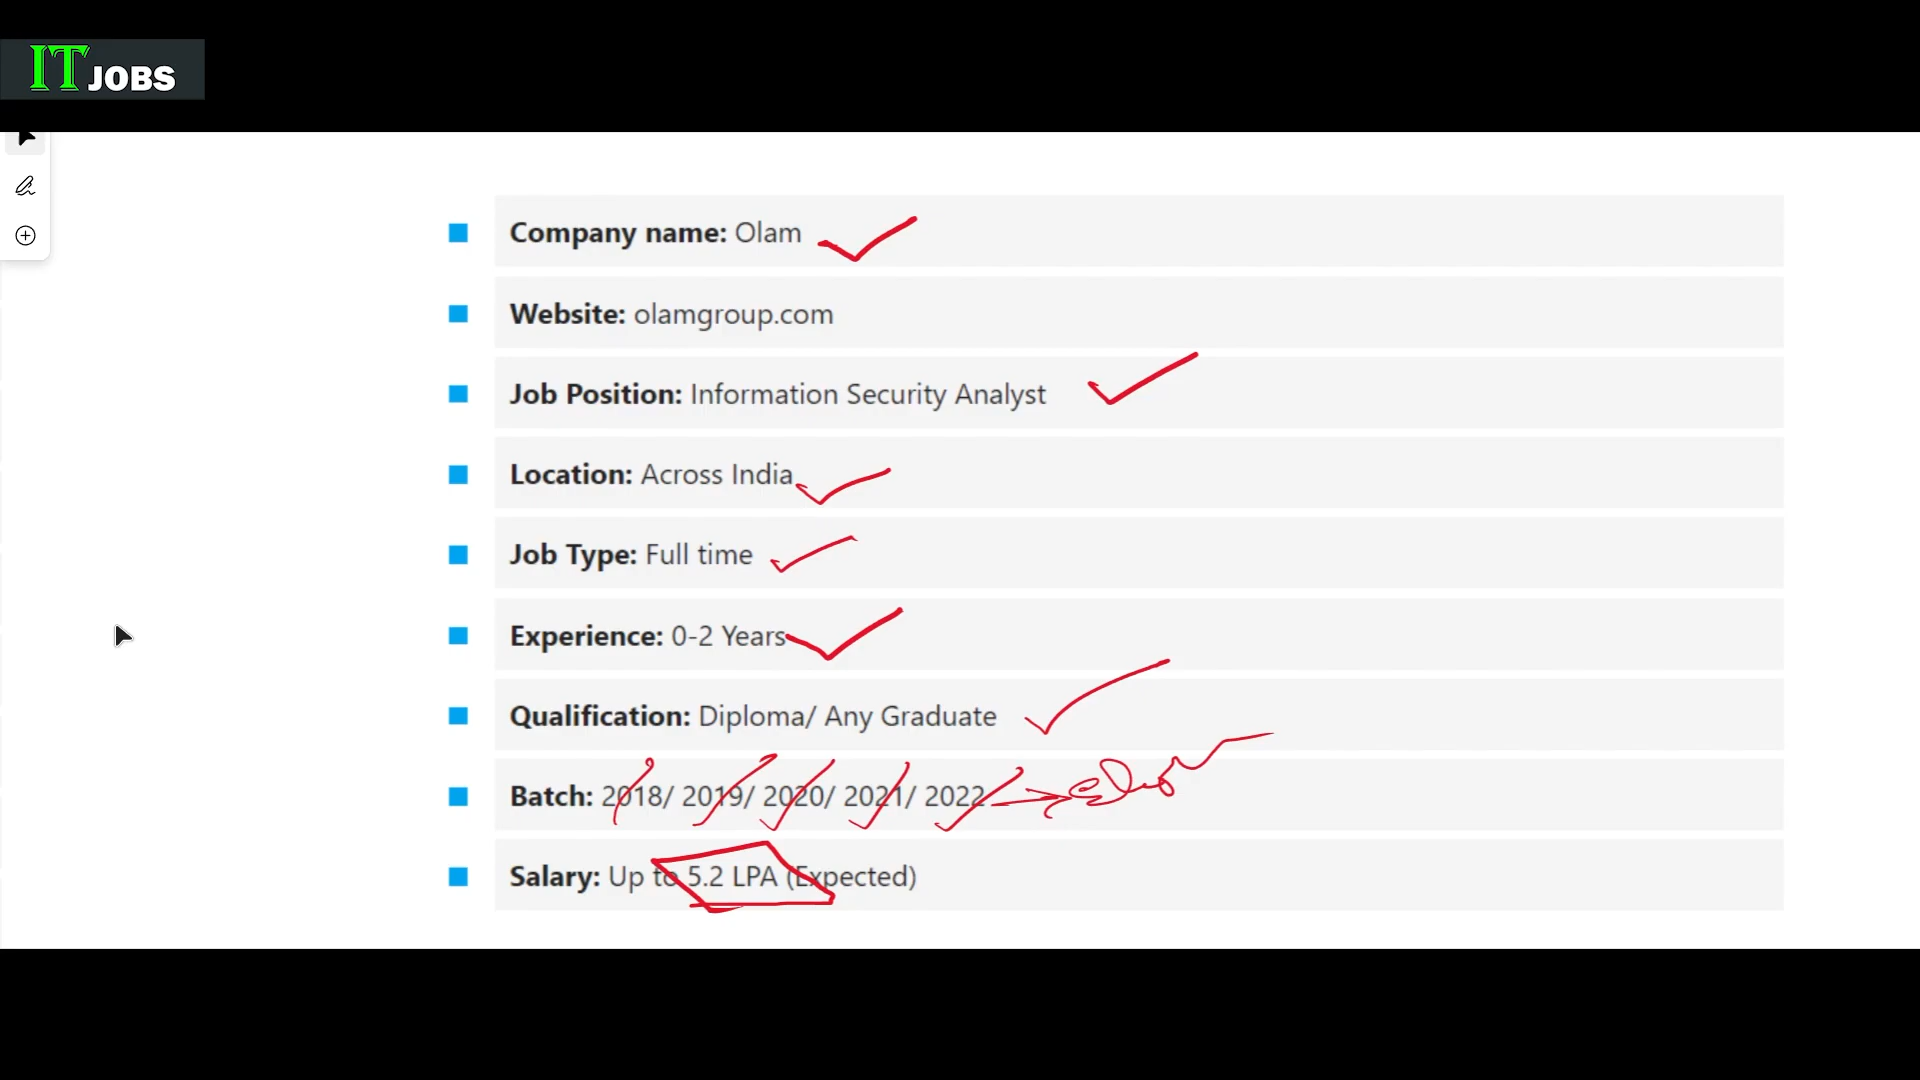 IT JOBS
Company name: Olam
Website: olamgroup.com
Job Position: Information Security Analyst
Location: Across India
Job Type: Full time
Experience: 0-2 Years
Qualification: Diploma/ Any Graduate
Batch: 2018/ 2019/ 2020/ 2021/ 2022
Salary: Up to 5.2 LPA (Expected)